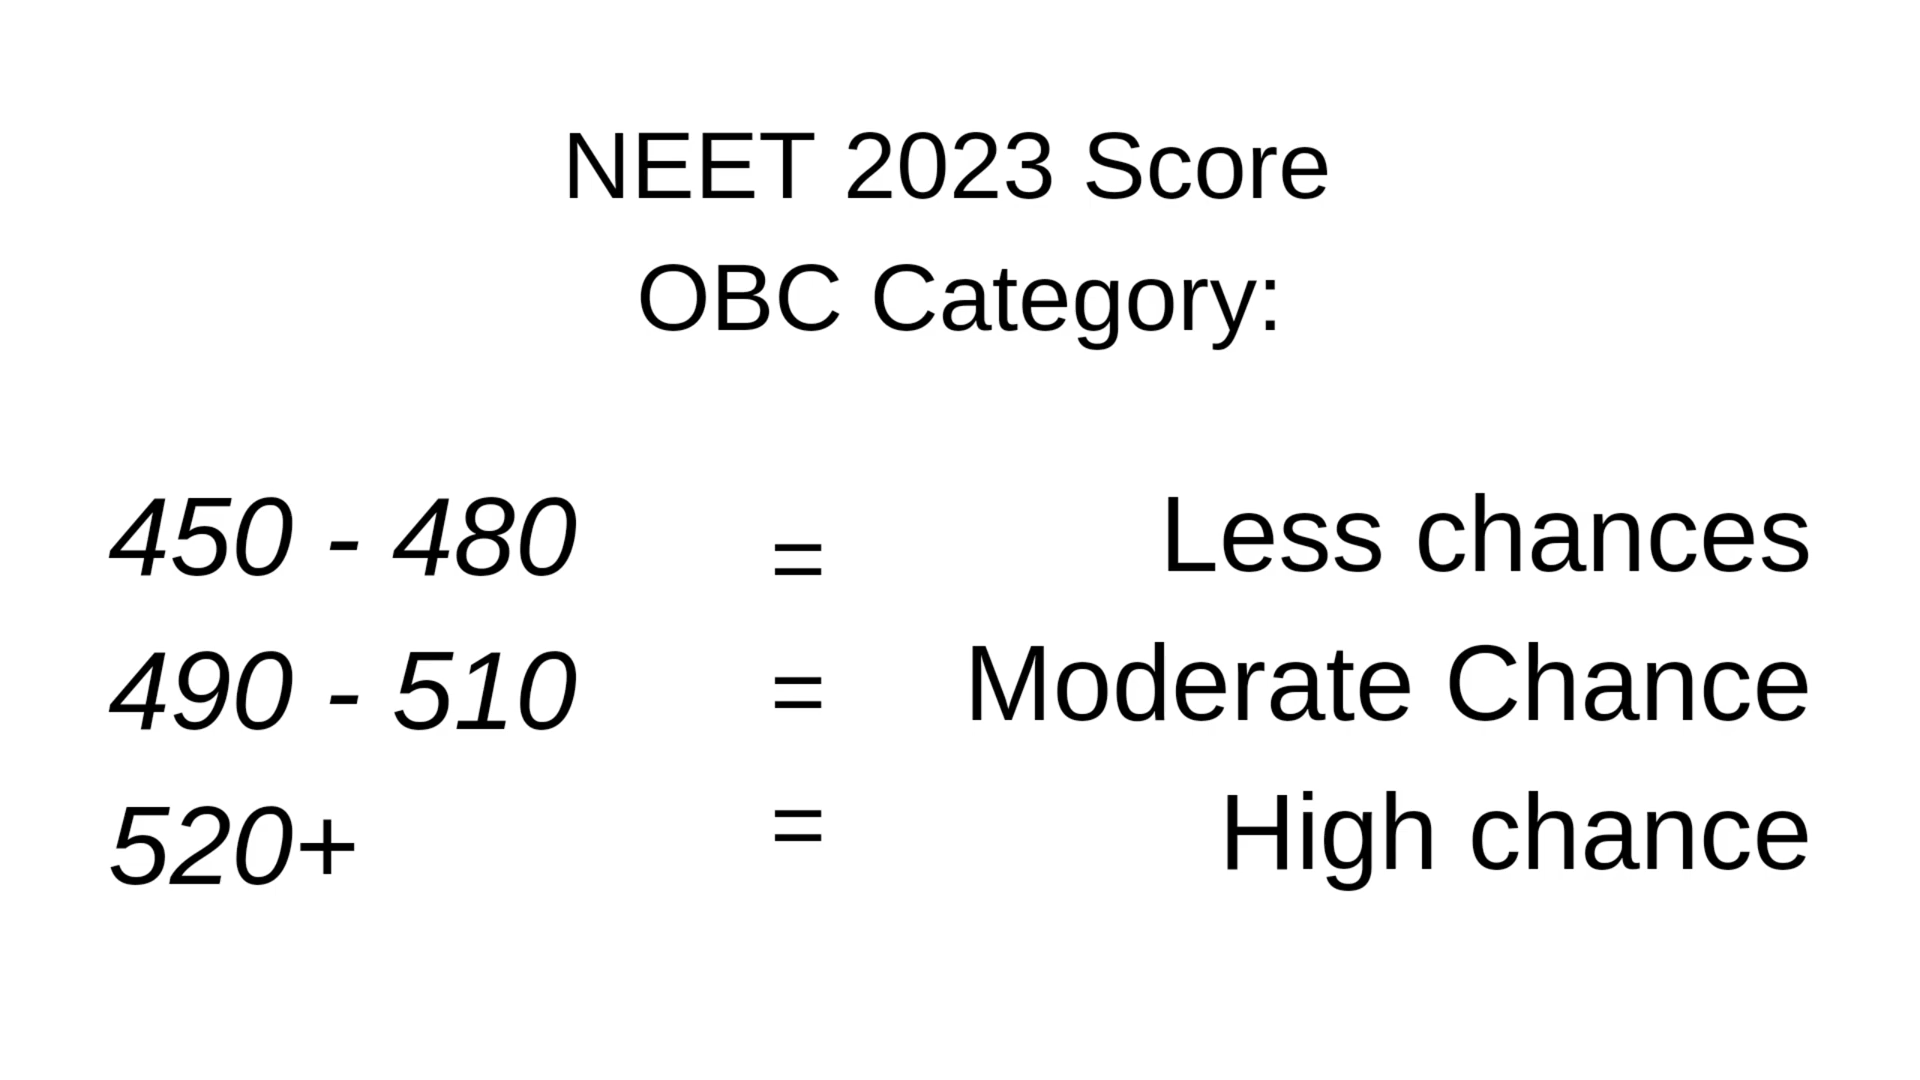 NEET 2023 Score
OBC Category:
450 - 480 = Less chances
490 - 510 = Moderate Chance
520+ = High chance